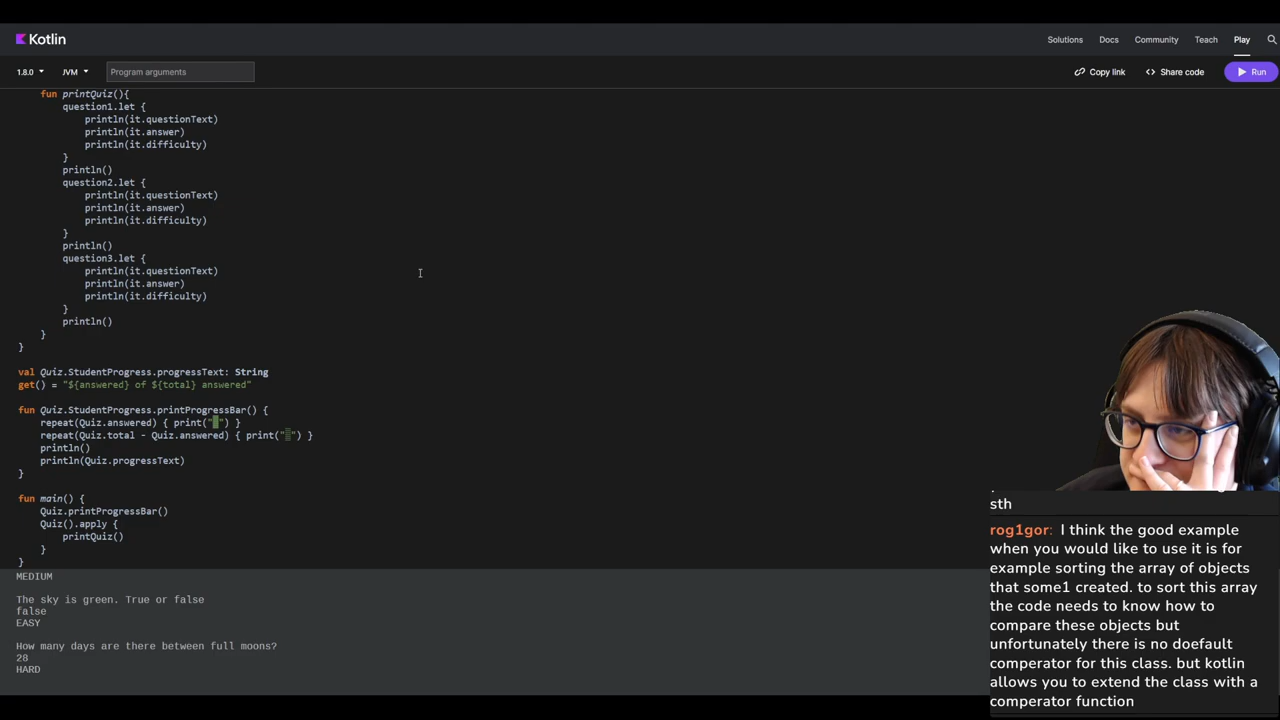 Kotlin
Solutions Docs Community Teach Play
1.8.0 JVM Program arguments Copy link Share code Run
fun printQuiz(){
question1.let {
println(it.questionText)
println(it.answer)
println(it.difficulty)
}
println()
question2.let {
println(it.questionText)
println(it.answer)
println(it.difficulty)
}
println()
question3.let {
println(it.questionText)
println(it.answer)
println(it.difficulty)
}
println()
}
}
val Quiz.StudentProgress.progressText: String
get() = "${answered} of ${total} answered"
fun Quiz.StudentProgress.printProgressBar() {
repeat(Quiz.answered) { print("▓") }
repeat(Quiz.total - Quiz.answered) { print("▒") }
println()
println(Quiz.progressText)
}
fun main() {
Quiz.printProgressBar()
Quiz().apply {
printQuiz()
}
}
MEDIUM
The sky is green. True or false
false
EASY
How many days are there between full moons?
28
HARD
sth
rog1gor: I think the good example
when you would like to use it is for
example sorting the array of objects
that some1 created. to sort this array
the code needs to know how to
compare these objects but
unfortunately there is no doefault
comperator for this class. but kotlin
allows you to extend the class with a
comperator function